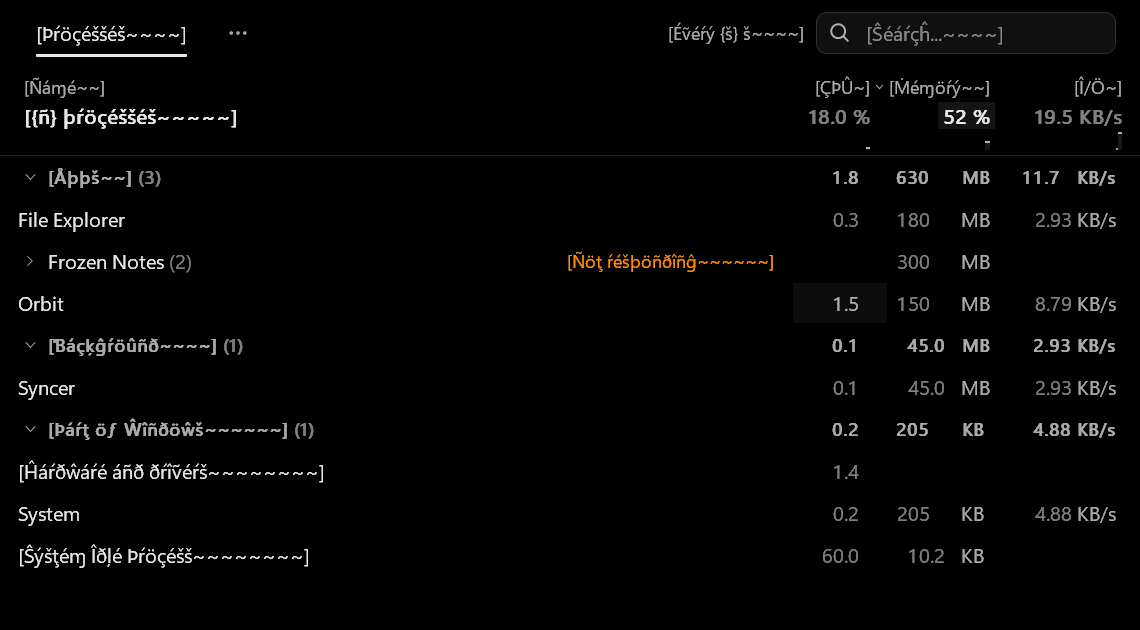 [Þŕöçéššéš~~~~] ··· [Éṽéŕý {š} š~~~~] [Šéáŕçĥ...~~~~]
[Ñáɱé~~] [ÇÞÛ~] [Ṁéɱöŕý~~] [Î/Ö~]
[{ñ} þŕöçéššéš~~~~~] 18.0 % 52 % 19.5 KB/s
[Åþþš~~] (3) 1.8 630 MB 11.7 KB/s
File Explorer 0.3 180 MB 2.93 KB/s
Frozen Notes (2) [Ñöţ ŕéšþöñðîñĝ~~~~~~] 300 MB
Orbit 1.5 150 MB 8.79 KB/s
[Ɓáçķĝŕöûñð~~~~] (1) 0.1 45.0 MB 2.93 KB/s
Syncer 0.1 45.0 MB 2.93 KB/s
[Þáŕţ öƒ Ŵîñðöŵš~~~~~~] (1) 0.2 205 KB 4.88 KB/s
[Ĥáŕðŵáŕé áñð ðŕîṽéŕš~~~~~~~~] 1.4
System 0.2 205 KB 4.88 KB/s
[Šýšţéɱ Îðļé Þŕöçéšš~~~~~~~~] 60.0 10.2 KB